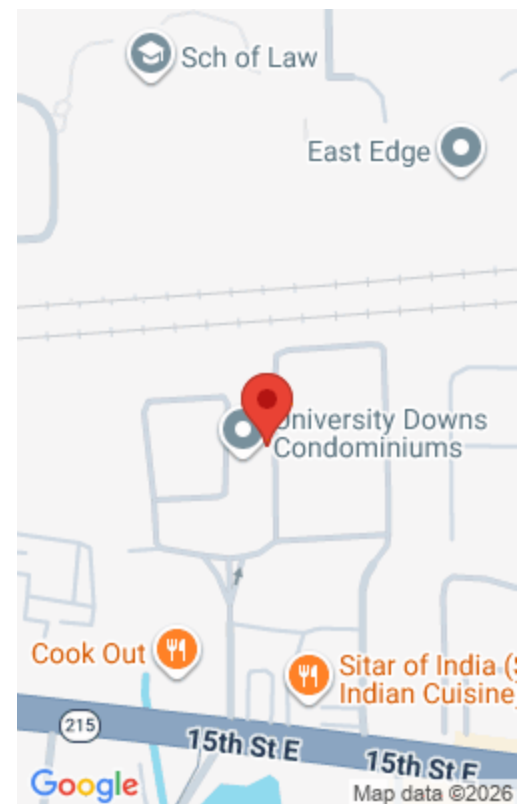 Sch of Law
East Edge
University Downs
Condominiums
Cook Out
Sitar of India (
Indian Cuisine
215
15th St E
15th St E
Google
Map data ©2026